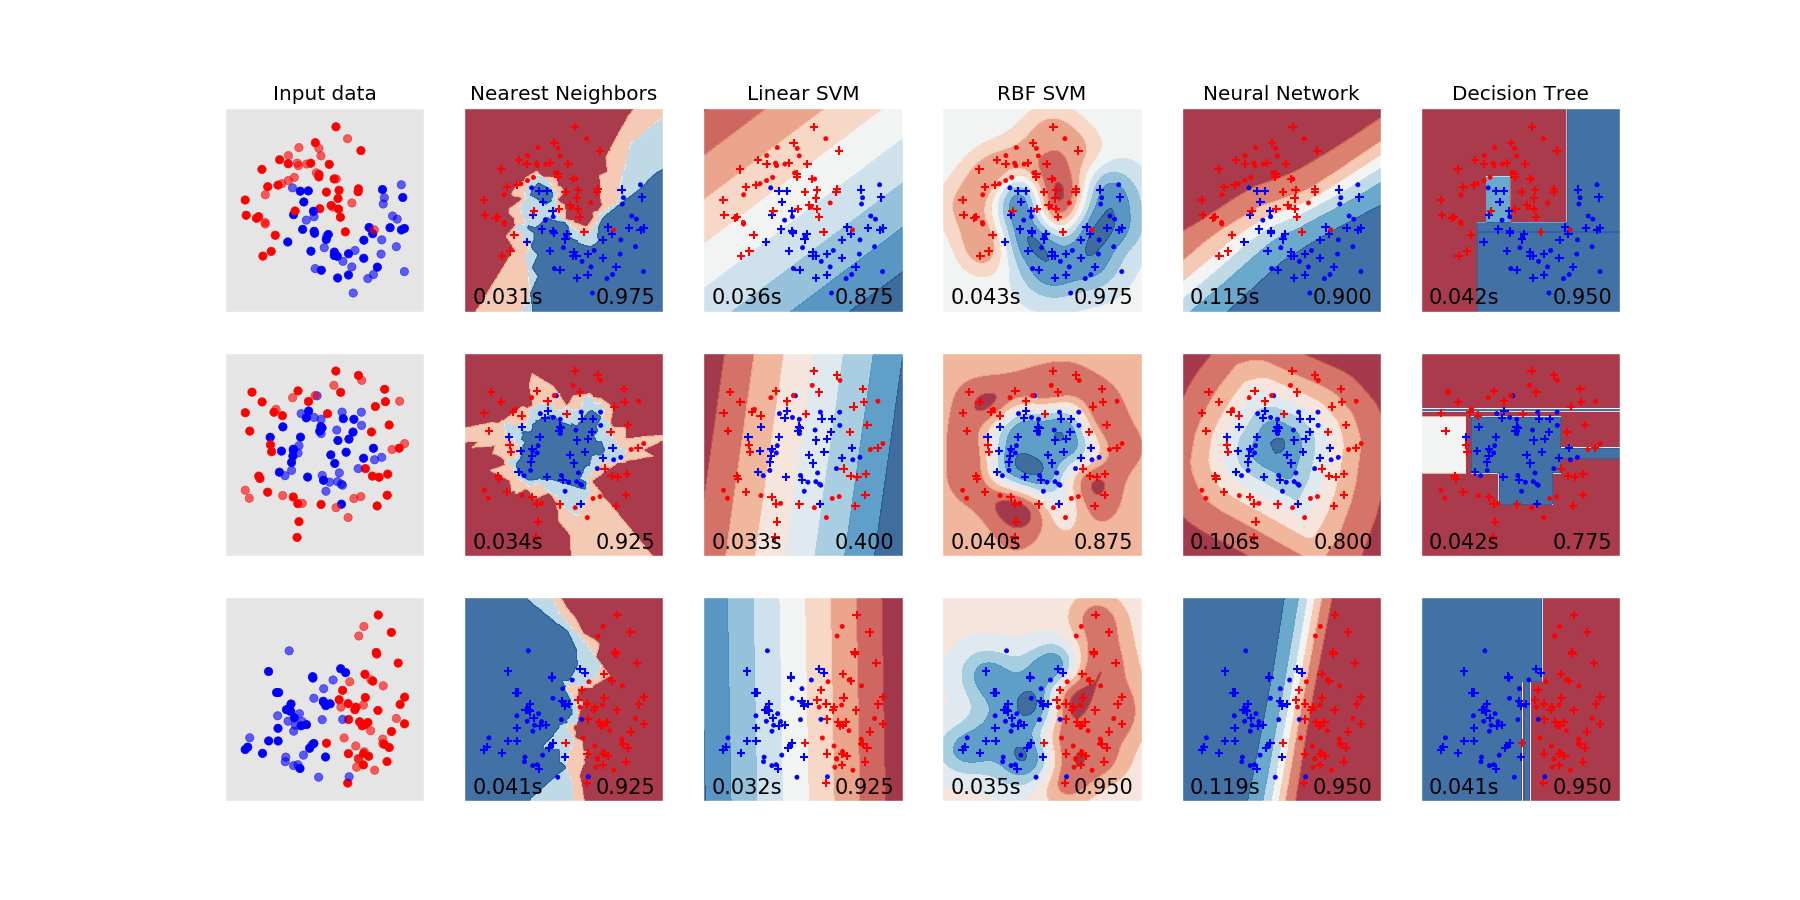 Input data
Nearest Neighbors
Linear SVM
RBF SVM
Neural Network
Decision Tree
0.031s 0.975
0.036s 0.875
0.043s 0.975
0.115s 0.900
0.042s 0.950
0.034s 0.925
0.033s 0.400
0.040s 0.875
0.106s 0.800
0.042s 0.775
0.041s 0.925
0.032s 0.925
0.035s 0.950
0.119s 0.950
0.041s 0.950